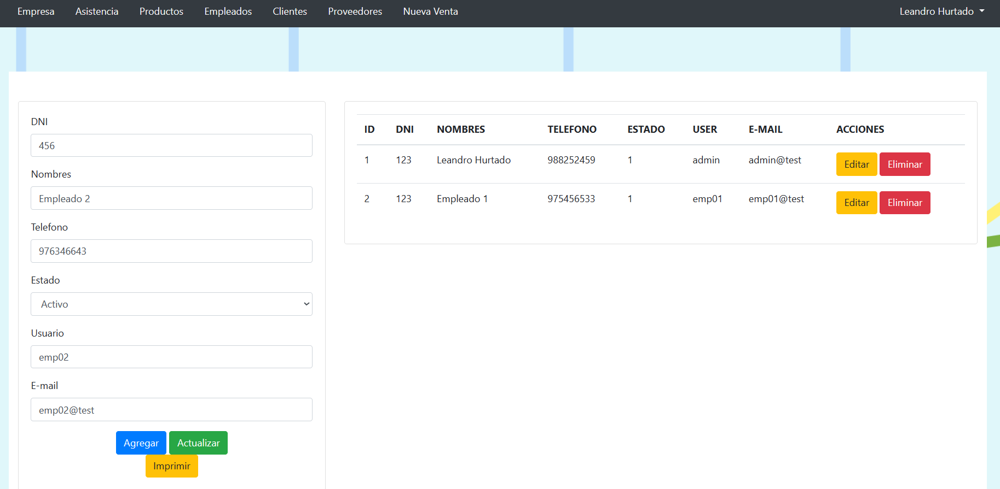 Empresa Asistencia Productos Empleados Clientes Proveedores Nueva Venta Leandro Hurtado
DNI
456
Nombres
Empleado 2
Telefono
976346643
Estado
Activo
Usuario
emp02
E-mail
emp02@test
Agregar Actualizar
Imprimir
ID DNI NOMBRES TELEFONO ESTADO USER E-MAIL ACCIONES
1 123 Leandro Hurtado 988252459 1 admin admin@test Editar Eliminar
2 123 Empleado 1 975456533 1 emp01 emp01@test Editar Eliminar